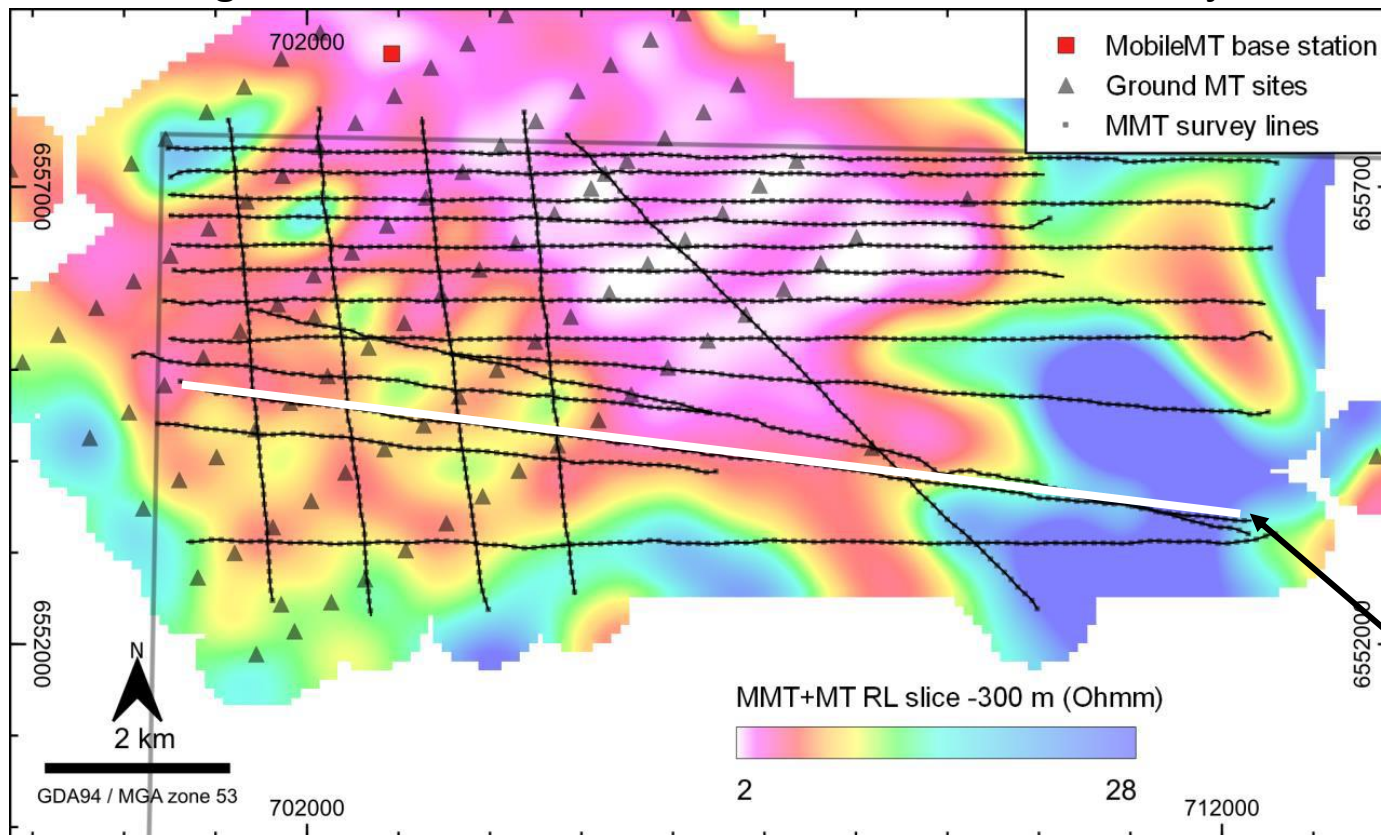 702000
MobileMT base station
Ground MT sites
MMT survey lines
6557000
655700
6552000
6552000
N
2 km
GDA94 / MGA zone 53
MMT+MT RL slice -300 m (Ohmm)
2
28
702000
712000